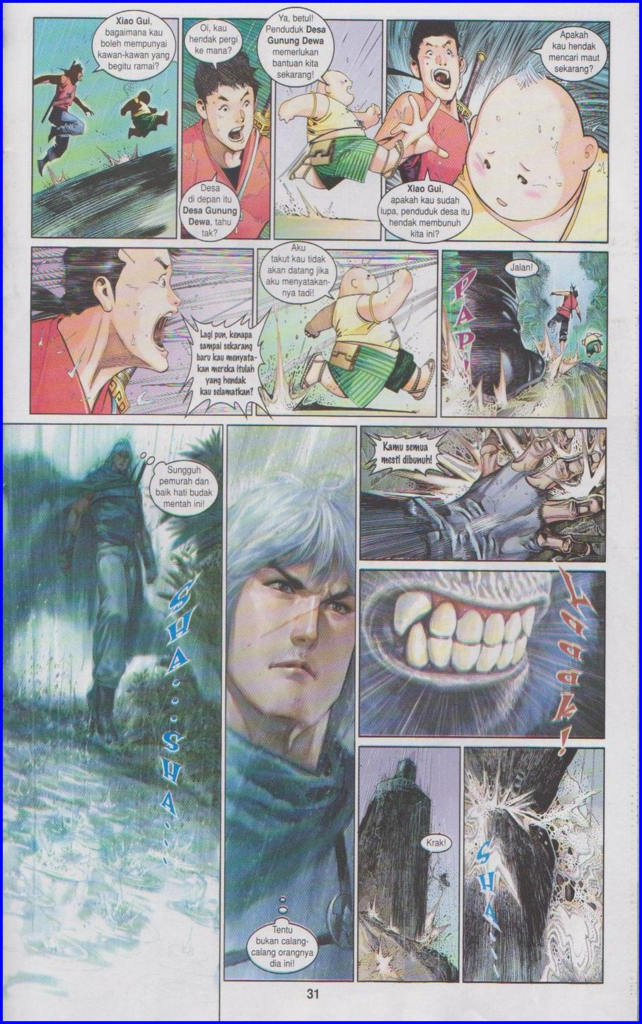 Xiao Gui,
bagaimana kau
boleh mempunyai
kawan-kawan yang
begitu ramai?
Oi, kau
hendak pergi
ke mana?
Desa
di depan itu
Desa Gunung
Dewa, tahu
tak?
Ya, betul!
Penduduk Desa
Gunung Dewa
memerlukan
bantuan kita
sekarang!
Apakah
kau hendak
mencari maut
sekarang?
Xiao Gui,
apakah kau sudah
lupa, penduduk desa itu
hendak membunuh
kita ini?
Lagi pun, kenapa
sampai sekarang
baru kau menyata-
kan mereka itulah
yang hendak
kau selamatkan?
Aku
takut kau tidak
akan datang jika
aku menyatakan-
nya tadi!
Jalan!
PAP!
Sungguh
pemurah dan
baik hati budak
mentah ini!
SHA...SHA...
Tentu
bukan calang-
calang orangnya
dia ini!
Kamu semua
mesti dibunuh!
Krak!
SHA...
31